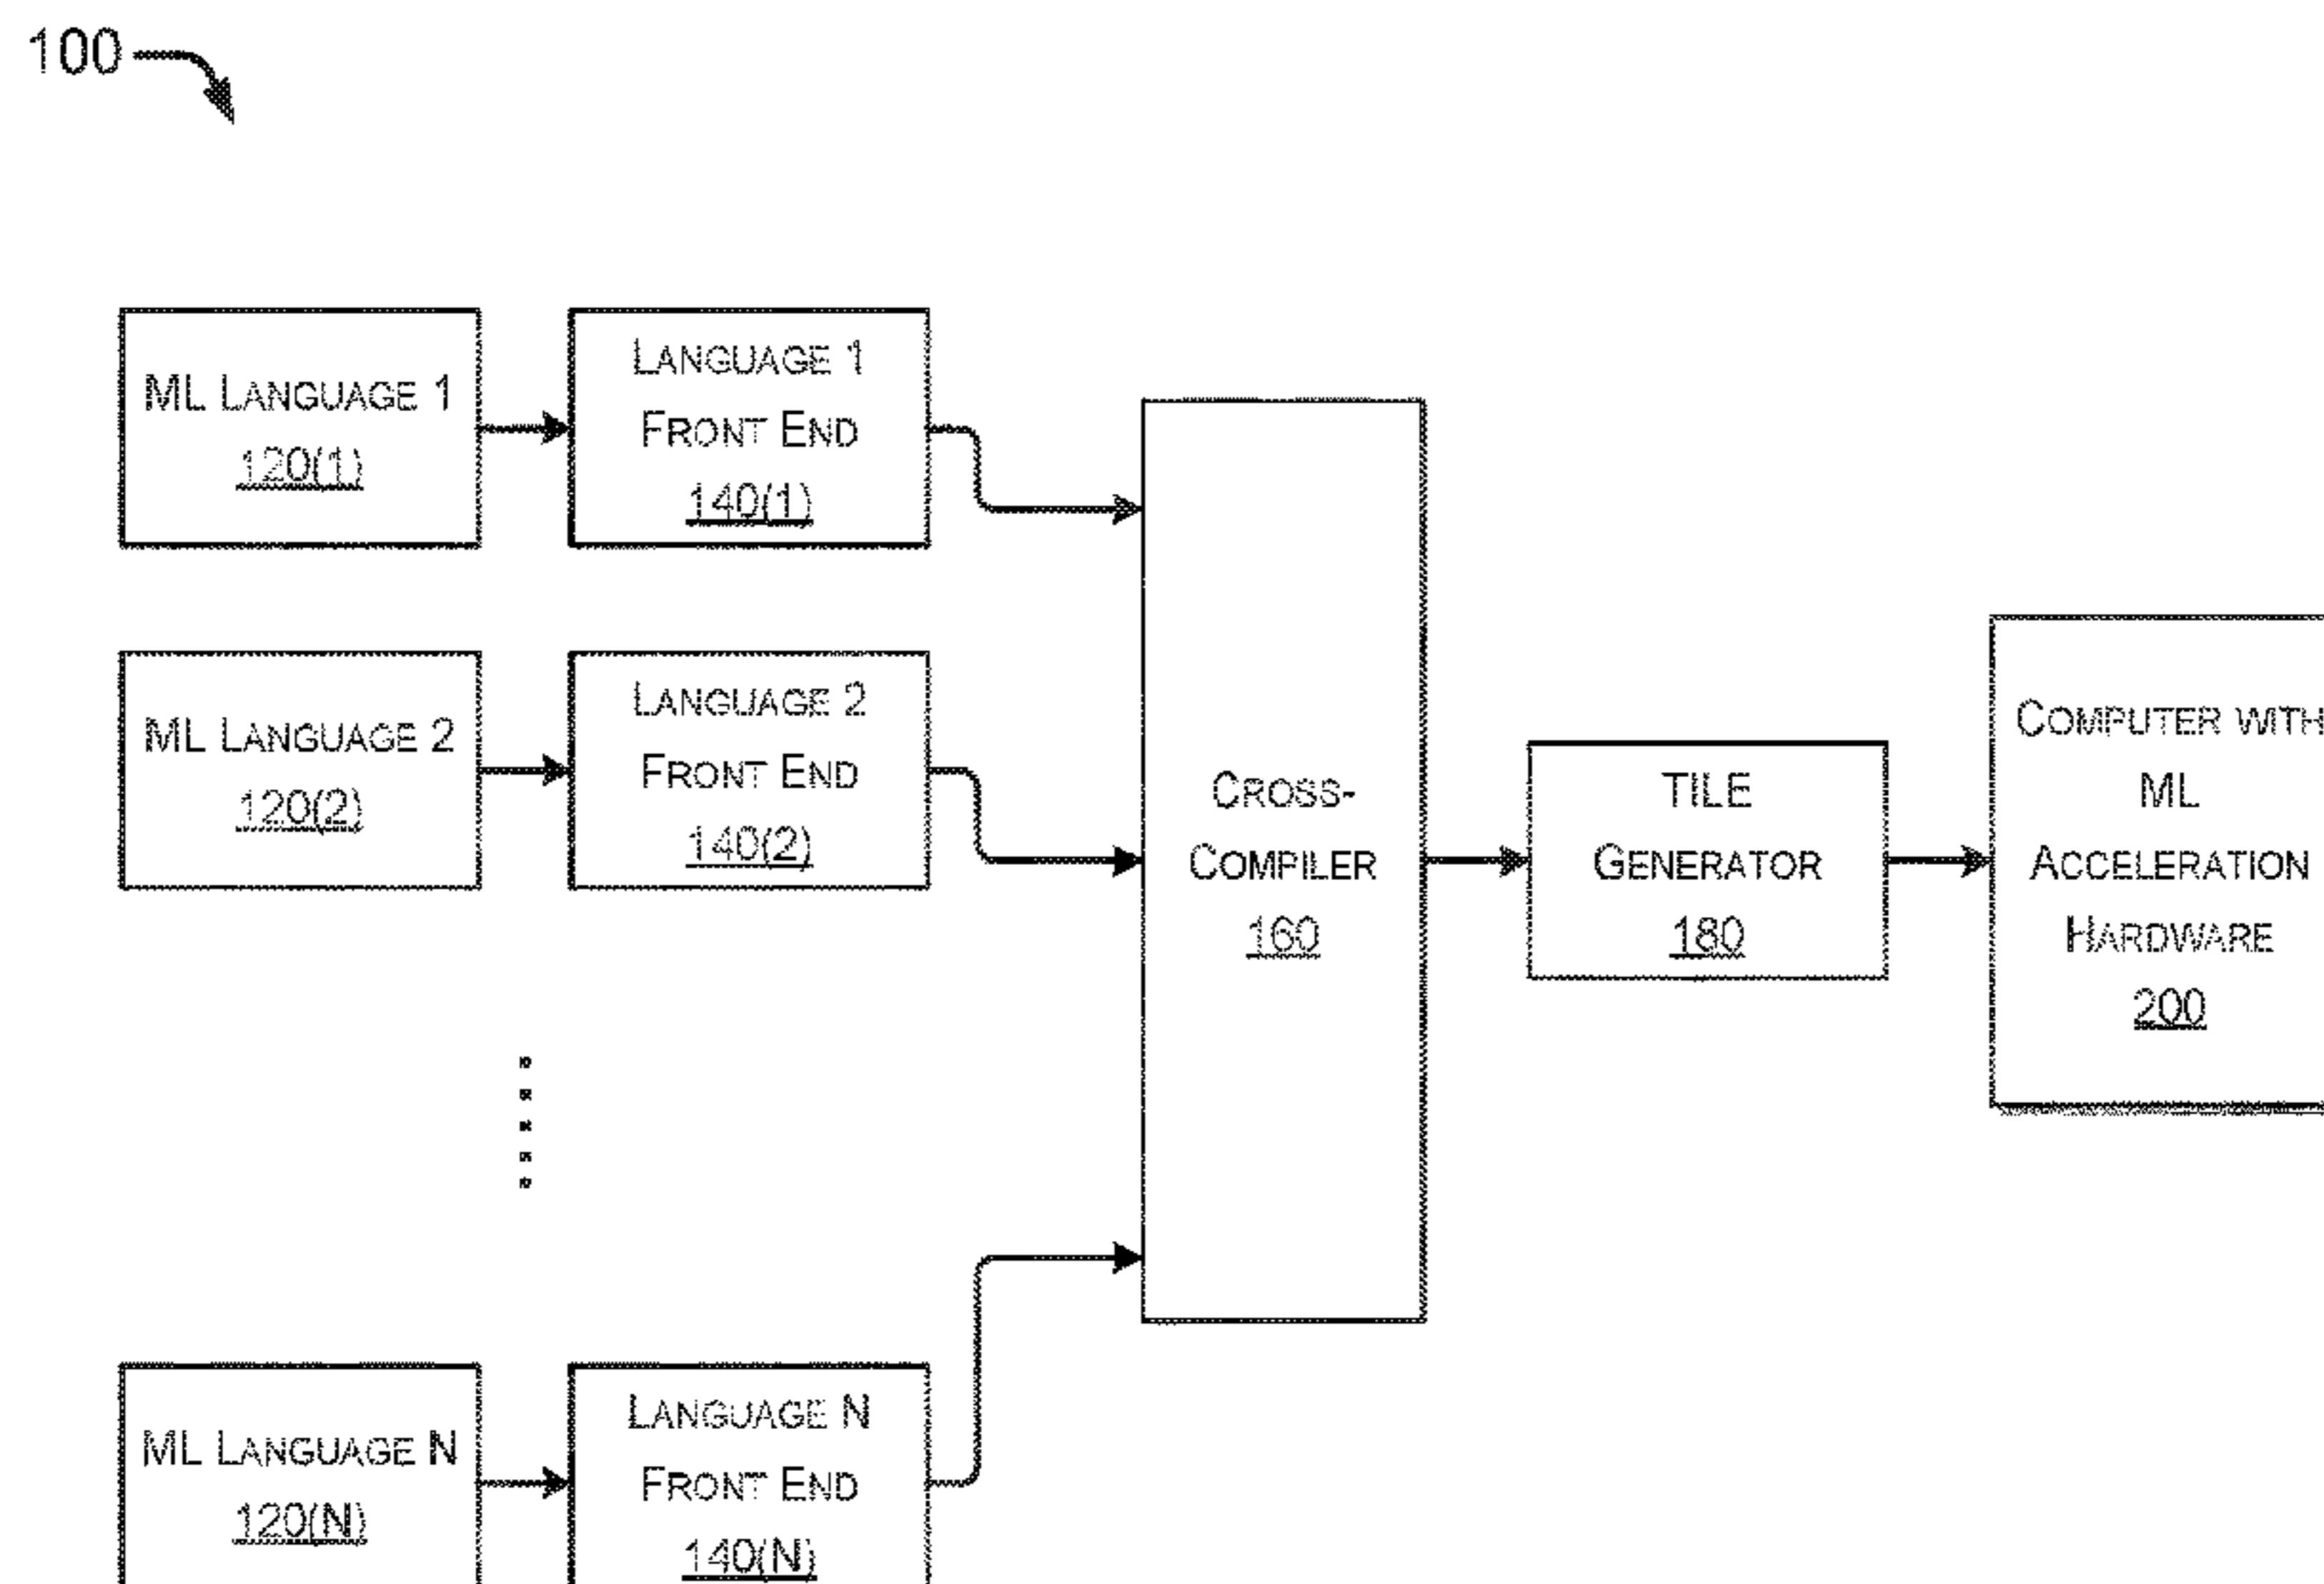 100
ML LANGUAGE 1
120(1)
LANGUAGE 1
FRONT END
140(1)
ML LANGUAGE 2
120(2)
LANGUAGE 2
FRONT END
140(2)
CROSS-
COMPILER
160
TILE
GENERATOR
180
COMPUTER WITH
ML
ACCELERATION
HARDWARE
200
ML LANGUAGE N
120(N)
LANGUAGE N
FRONT END
140(N)